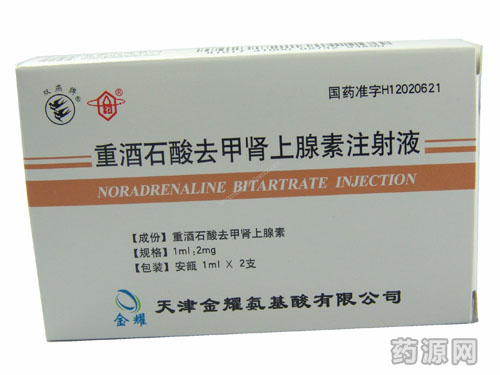 双燕牌
国药准字H12020621
重酒石酸去甲肾上腺素注射液
NORADRENALINE BITARTRATE INJECTION
【成份】重酒石酸去甲肾上腺素
【规格】1ml:2mg
【包装】安瓿 1ml×2支
金耀
天津金耀氨基酸有限公司
药源网